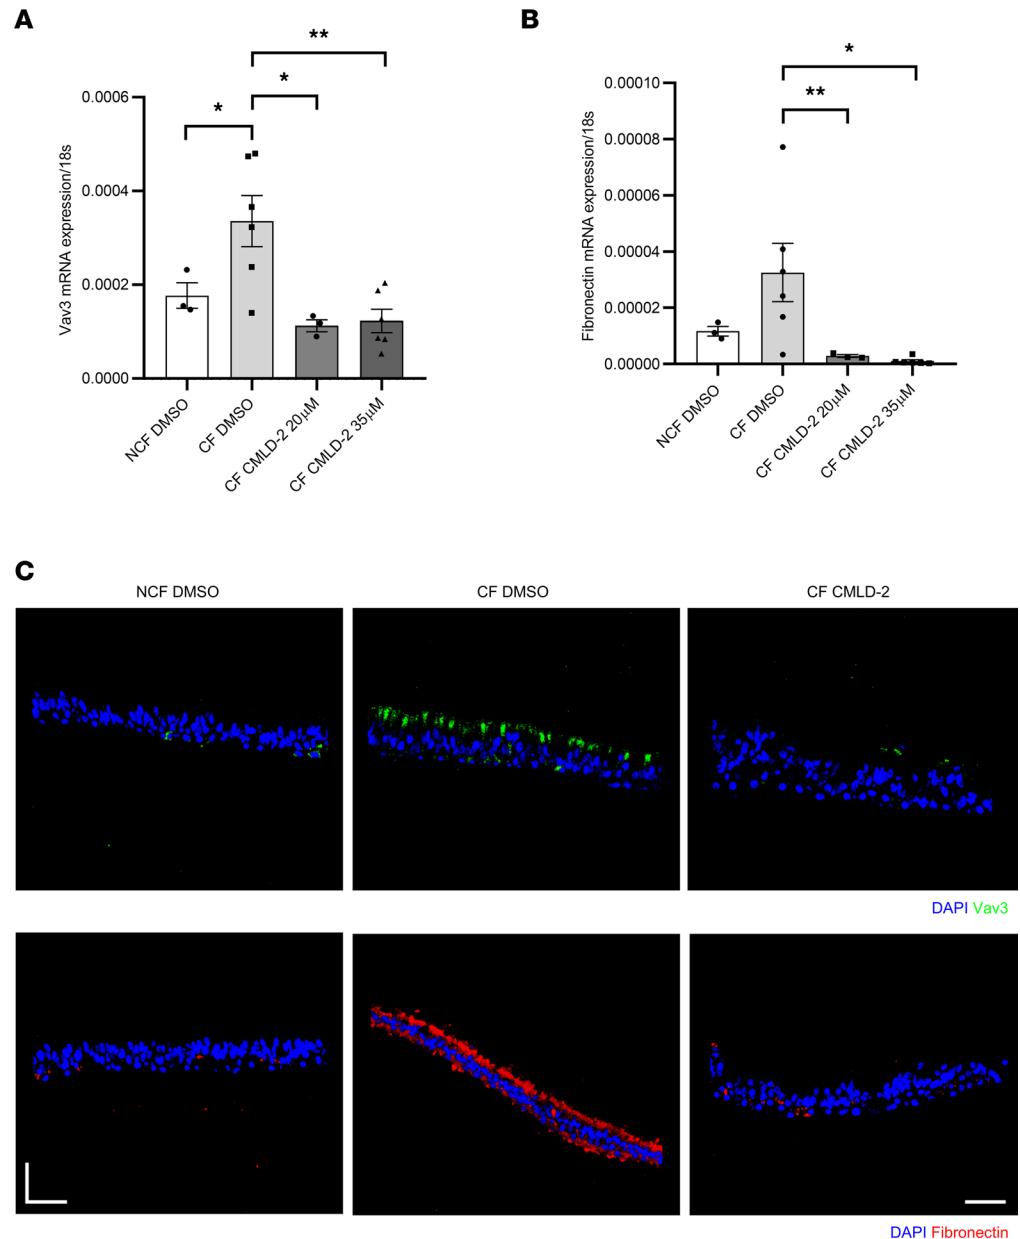 A
Vav3 mRNA expression/18s
0.0006
0.0004
0.0002
0.0000
*
*
**
NCF DMSO
CF DMSO
CF CMLD-2 20µM
CF CMLD-2 35µM
B
Fibronectin mRNA expression/18s
0.00010
0.00008
0.00006
0.00004
0.00002
0.00000
*
**
NCF DMSO
CF DMSO
CF CMLD-2 20µM
CF CMLD-2 35µM
C
NCF DMSO
CF DMSO
CF CMLD-2
DAPI Vav3
DAPI Fibronectin